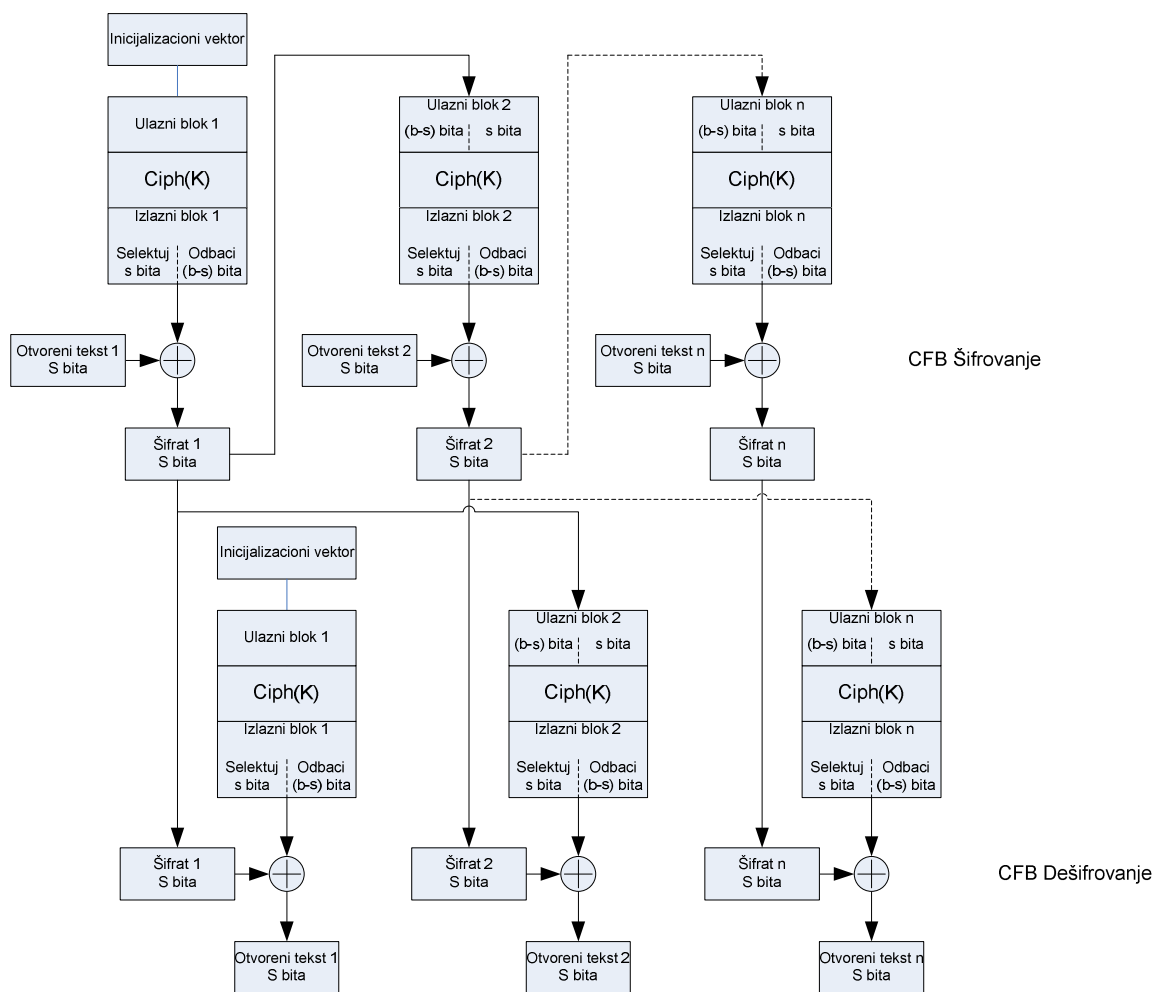 Inicijalizacioni vektor
Ulazni blok 1
Ciph(K)
Izlazni blok 1
Selektuj
s bita
Odbaci
(b-s) bita
Ulazni blok 2
(b-s) bita
s bita
Ciph(K)
Izlazni blok 2
Selektuj
s bita
Odbaci
(b-s) bita
Ulazni blok n
(b-s) bita
s bita
Ciph(K)
Izlazni blok n
Selektuj
s bita
Odbaci
(b-s) bita
Otvoreni tekst 1
S bita
Otvoreni tekst 2
S bita
Otvoreni tekst n
S bita
CFB Šifrovanje
Šifrat 1
S bita
Šifrat 2
S bita
Šifrat n
S bita
Inicijalizacioni vektor
Ulazni blok 1
Ciph(K)
Izlazni blok 1
Selektuj
s bita
Odbaci
(b-s) bita
Ulazni blok 2
(b-s) bita
s bita
Ciph(K)
Izlazni blok 2
Selektuj
s bita
Odbaci
(b-s) bita
Ulazni blok n
(b-s) bita
s bita
Ciph(K)
Izlazni blok n
Selektuj
s bita
Odbaci
(b-s) bita
Šifrat 1
S bita
Šifrat 2
S bita
Šifrat n
S bita
CFB Dešifrovanje
Otvoreni tekst 1
S bita
Otvoreni tekst 2
S bita
Otvoreni tekst n
S bita